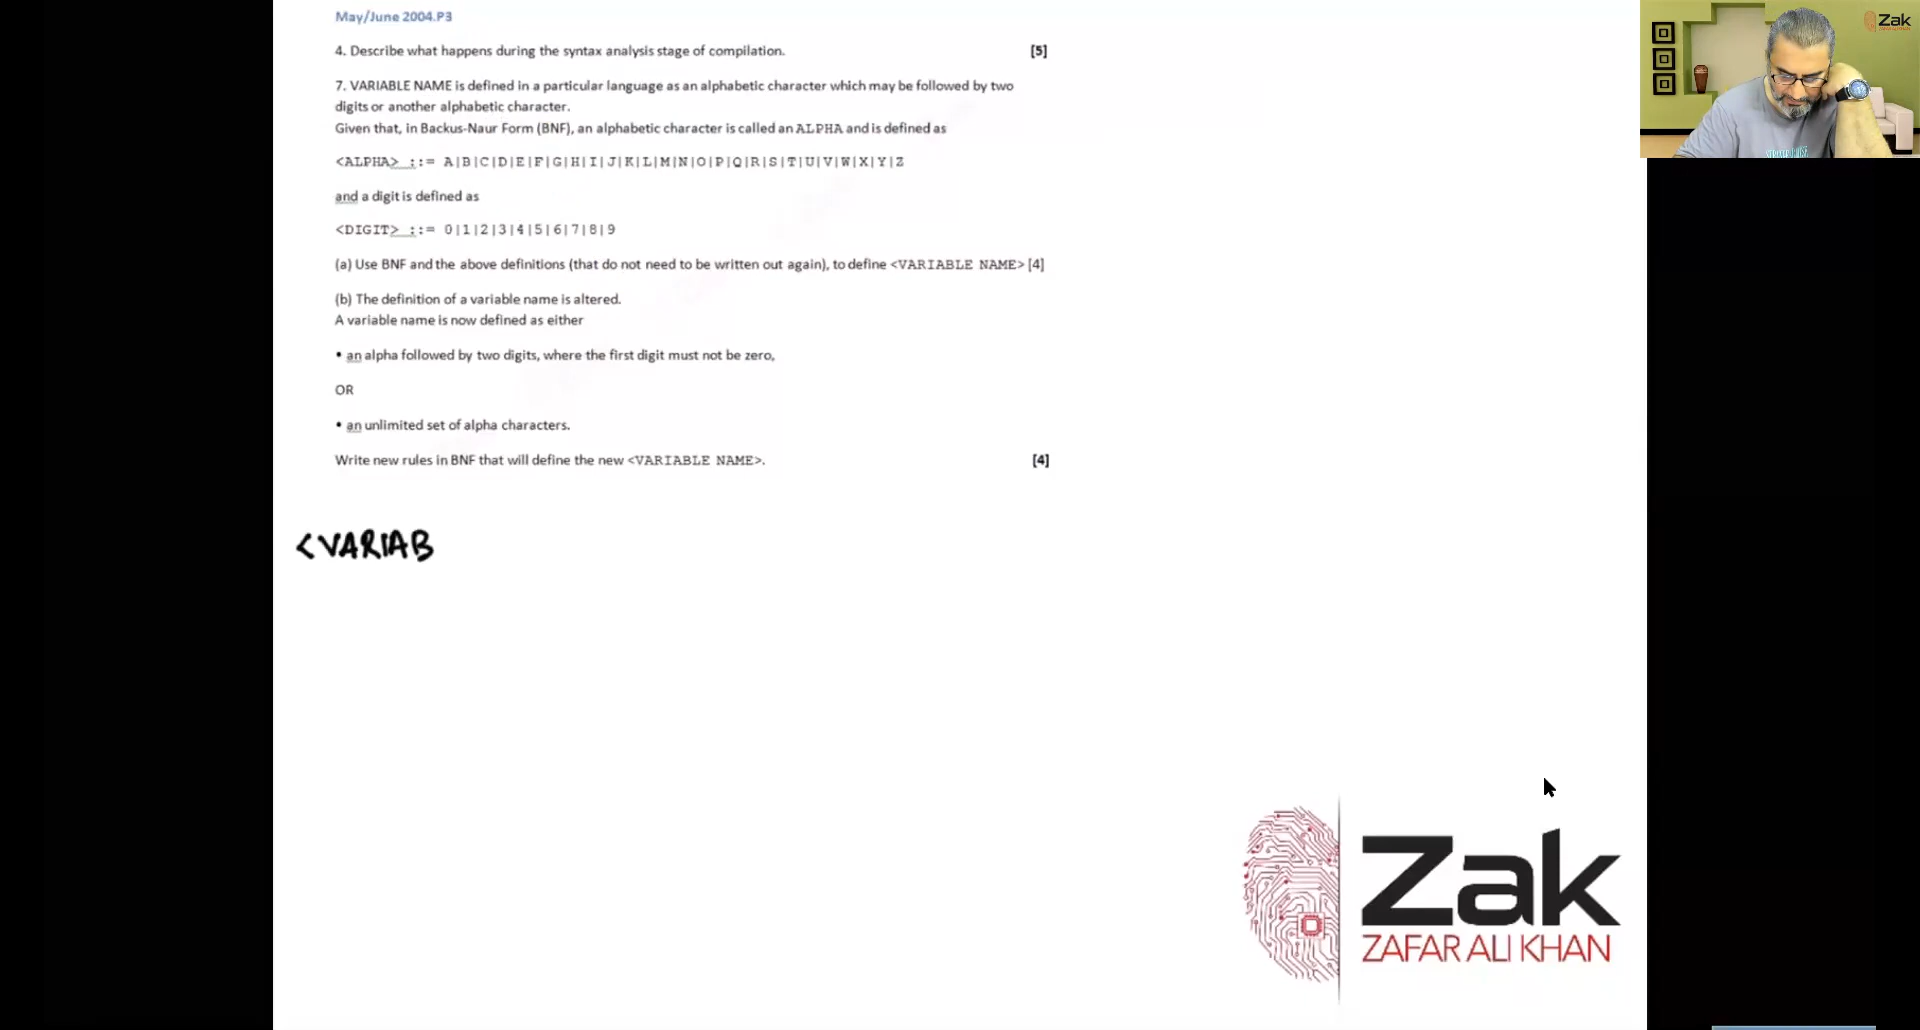 May/June 2004.P3
4. Describe what happens during the syntax analysis stage of compilation. [5]
7. VARIABLE NAME is defined in a particular language as an alphabetic character which may be followed by two
digits or another alphabetic character.
Given that, in Backus-Naur Form (BNF), an alphabetic character is called an ALPHA and is defined as
<ALPHA> ::= A|B|C|D|E|F|G|H|I|J|K|L|M|N|O|P|Q|R|S|T|U|V|W|X|Y|Z
and a digit is defined as
<DIGIT> ::= 0|1|2|3|4|5|6|7|8|9
(a) Use BNF and the above definitions (that do not need to be written out again), to define <VARIABLE NAME> [4]
(b) The definition of a variable name is altered.
A variable name is now defined as either
• an alpha followed by two digits, where the first digit must not be zero,
OR
• an unlimited set of alpha characters.
Write new rules in BNF that will define the new <VARIABLE NAME>. [4]
<VARIAB
Zak
Zak
ZAFAR ALI KHAN